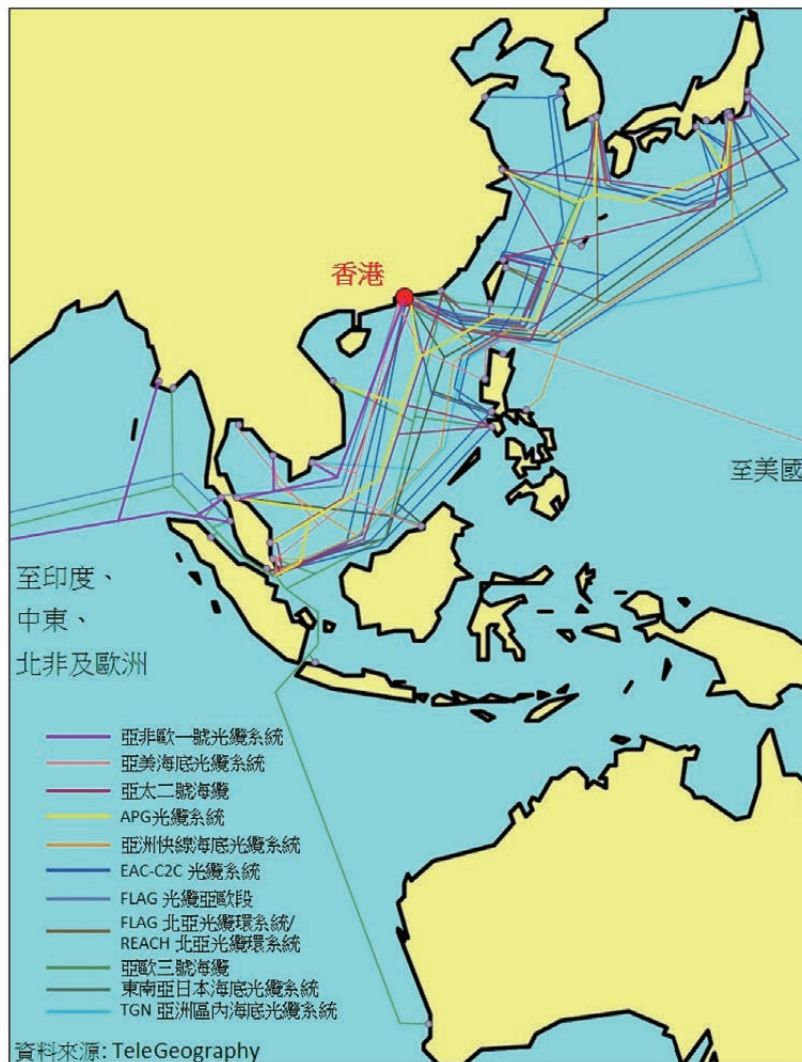 香港
至美國
至印度、
中東、
北非及歐洲
亞非歐一號光纜系統
亞美海底光纜系統
亞太二號海纜
APG光纜系統
亞洲快線海底光纜系統
EAC-C2C 光纜系統
FLAG 光纜亞歐段
FLAG 北亞光纜環系統/
REACH 北亞光纜環系統
亞歐三號海纜
東南亞日本海底光纜系統
TGN 亞洲區內海底光纜系統
資料來源: TeleGeography